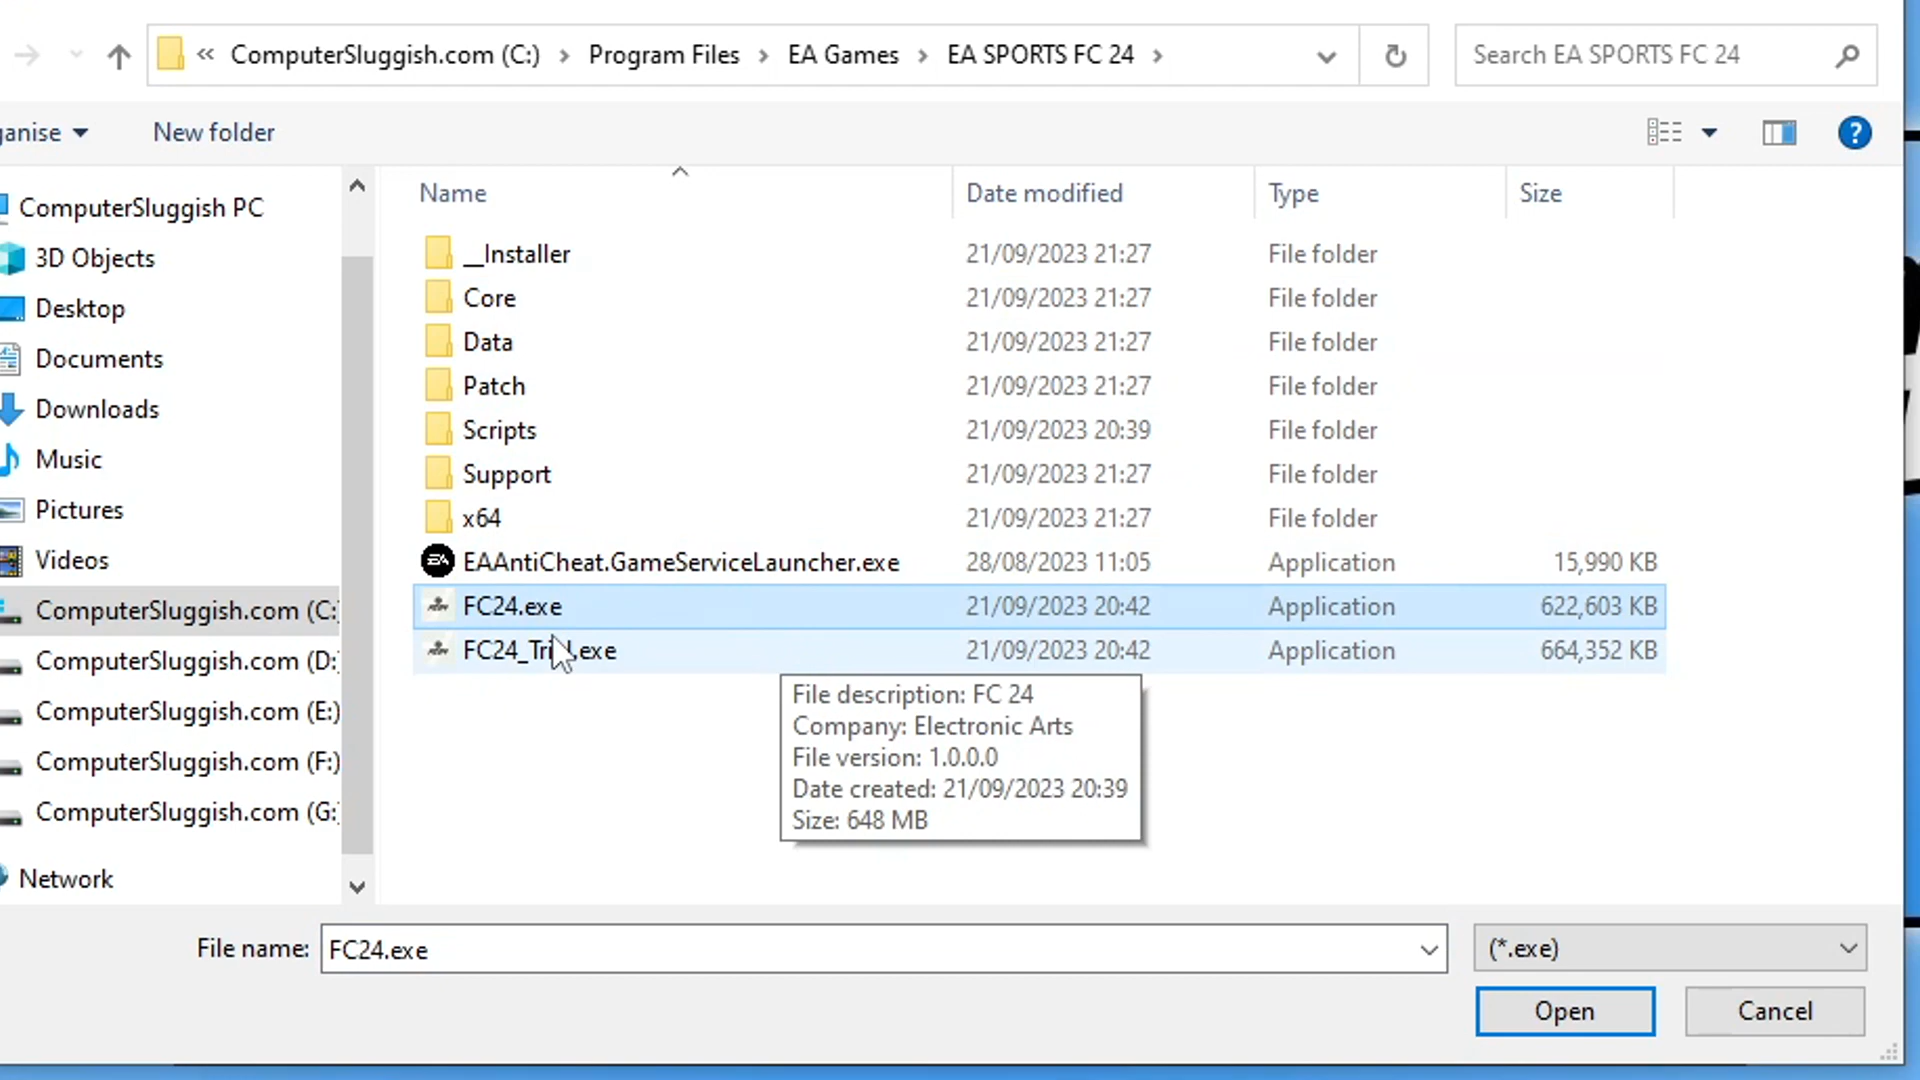 « ComputerSluggish.com (C:) › Program Files › EA Games › EA SPORTS FC 24 ›
Search EA SPORTS FC 24
ganise
New folder
?
ComputerSluggish PC
3D Objects
Desktop
Documents
Downloads
Music
Pictures
Videos
ComputerSluggish.com (C:
ComputerSluggish.com (D:
ComputerSluggish.com (E:)
ComputerSluggish.com (F:)
ComputerSluggish.com (G:
Network
Name Date modified Type Size
__Installer 21/09/2023 21:27 File folder
Core 21/09/2023 21:27 File folder
Data 21/09/2023 21:27 File folder
Patch 21/09/2023 21:27 File folder
Scripts 21/09/2023 20:39 File folder
Support 21/09/2023 21:27 File folder
x64 21/09/2023 21:27 File folder
EA EAAntiCheat.GameServiceLauncher.exe 28/08/2023 11:05 Application 15,990 KB
FC24.exe 21/09/2023 20:42 Application 622,603 KB
FC24_Trial.exe 21/09/2023 20:42 Application 664,352 KB
File description: FC 24
Company: Electronic Arts
File version: 1.0.0.0
Date created: 21/09/2023 20:39
Size: 648 MB
File name: FC24.exe
(*.exe)
Open
Cancel